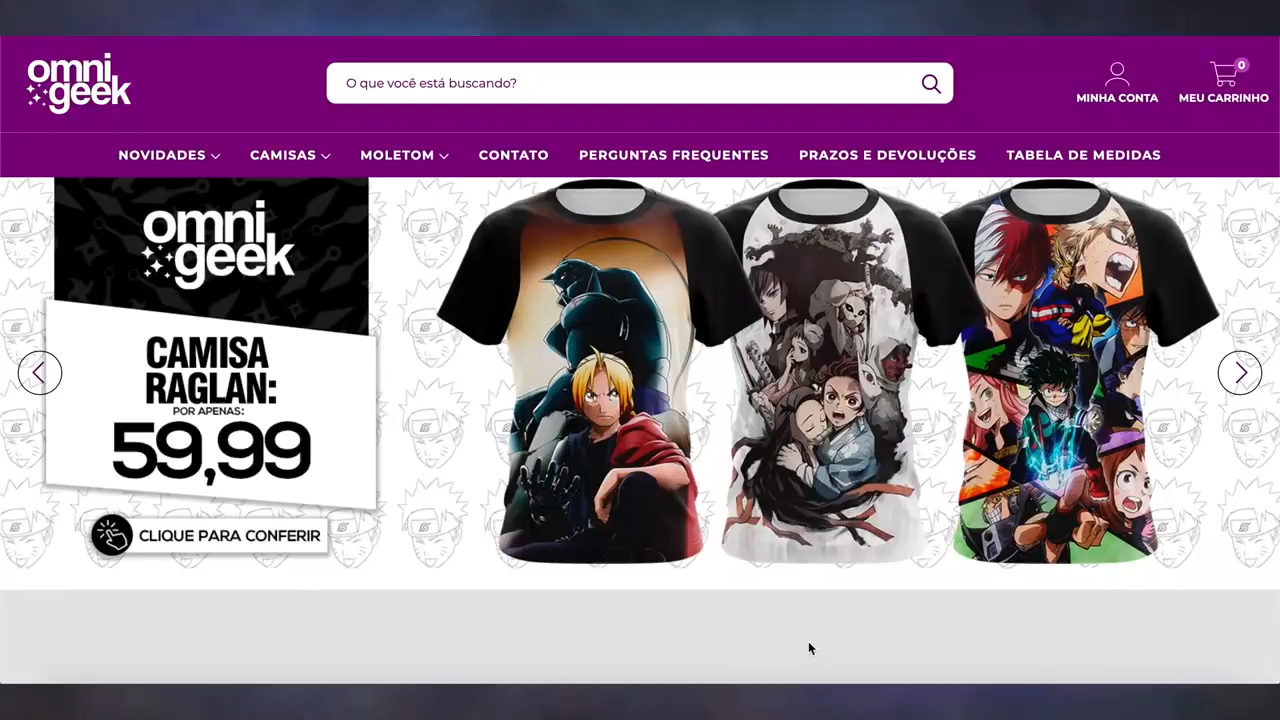 omni
geek
O que você está buscando?
0
MINHA CONTA
MEU CARRINHO
NOVIDADES
CAMISAS
MOLETOM
CONTATO
PERGUNTAS FREQUENTES
PRAZOS E DEVOLUÇÕES
TABELA DE MEDIDAS
omni
geek
CAMISA
RAGLAN:
POR APENAS:
59,99
CLIQUE PARA CONFERIR